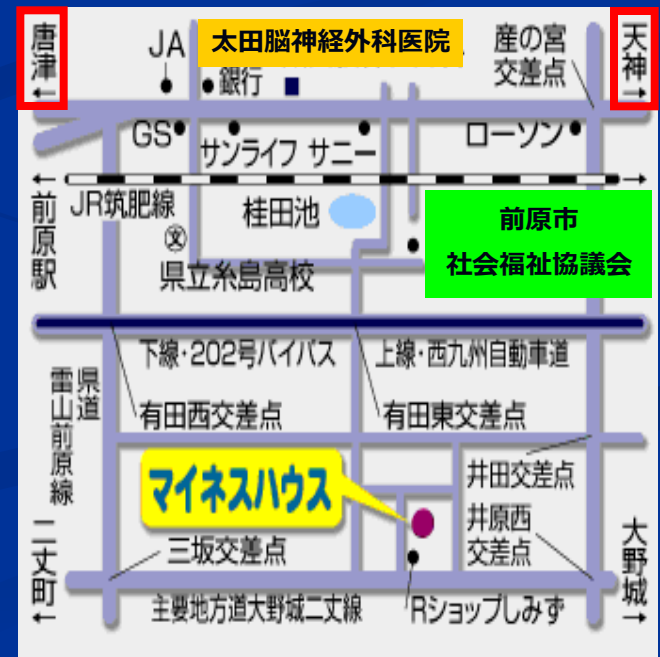 唐津
←
JA
太田脳神経外科医院
産の宮
交差点
天神
→
銀行
GS
サンライフ サニー
ローソン
←
→
前原駅
JR筑肥線
桂田池
前原市
社会福祉協議会
文
県立糸島高校
下線・202号バイパス
上線・西九州自動車道
県道
雷山前原線
有田西交差点
有田東交差点
マイネスハウス
井田交差点
井原西
交差点
二丈町
←
三坂交差点
大野城
→
主要地方道大野城二丈線
Rショップしみず